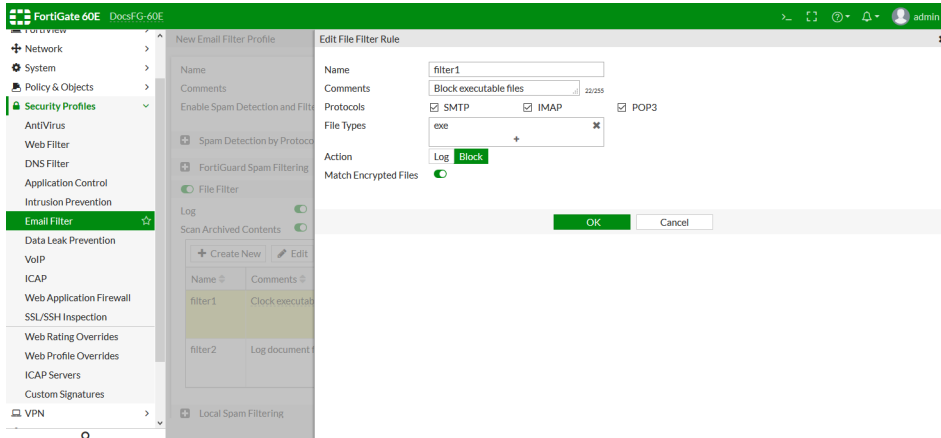 FortiGate 60E DocsFG-60E
admin
FortiView
Network
System
Policy & Objects
Security Profiles
AntiVirus
Web Filter
DNS Filter
Application Control
Intrusion Prevention
Email Filter
Data Leak Prevention
VoIP
ICAP
Web Application Firewall
SSL/SSH Inspection
Web Rating Overrides
Web Profile Overrides
ICAP Servers
Custom Signatures
VPN
New Email Filter Profile
Name
Comments
Enable Spam Detection and Filte
Spam Detection by Protoco
FortiGuard Spam Filtering
File Filter
Log
Scan Archived Contents
+ Create New Edit
Name Comments
filter1 Clock executab
filter2 Log document f
Local Spam Filtering
Edit File Filter Rule
Name filter1
Comments Block executable files 22/255
Protocols SMTP IMAP POP3
File Types exe
+
Action Log Block
Match Encrypted Files
OK Cancel